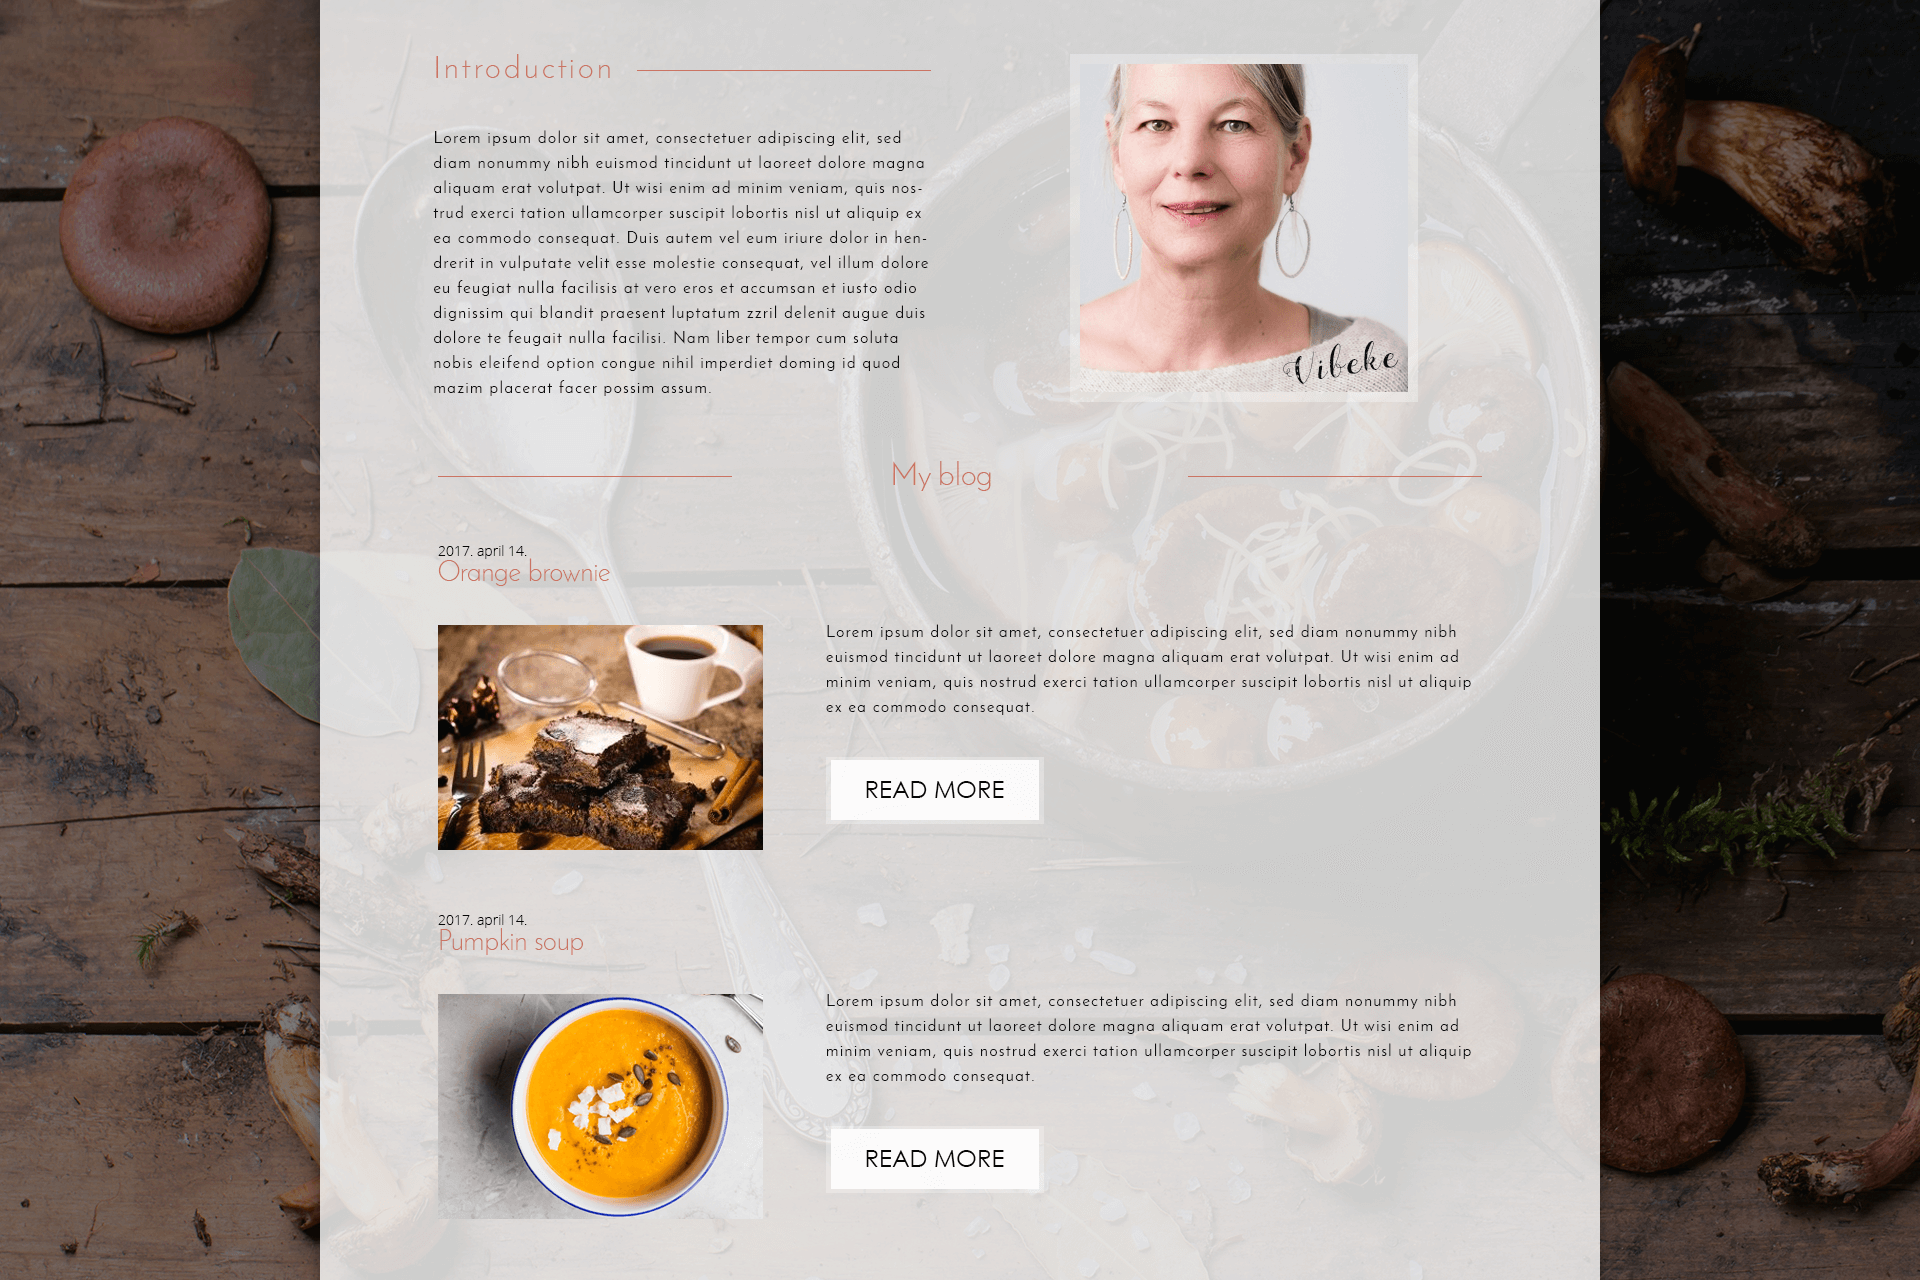 Introduction
Lorem ipsum dolor sit amet, consectetuer adipiscing elit, sed
diam nonummy nibh euismod tincidunt ut laoreet dolore magna
aliquam erat volutpat. Ut wisi enim ad minim veniam, quis nos-
trud exerci tation ullamcorper suscipit lobortis nisl ut aliquip ex
ea commodo consequat. Duis autem vel eum iriure dolor in hen-
drerit in vulputate velit esse molestie consequat, vel illum dolore
eu feugiat nulla facilisis at vero eros et accumsan et iusto odio
dignissim qui blandit praesent luptatum zzril delenit augue duis
dolore te feugait nulla facilisi. Nam liber tempor cum soluta
nobis eleifend option congue nihil imperdiet doming id quod
mazim placerat facer possim assum.
Vibeke
My blog
2017. april 14.
Orange brownie
Lorem ipsum dolor sit amet, consectetuer adipiscing elit, sed diam nonummy nibh
euismod tincidunt ut laoreet dolore magna aliquam erat volutpat. Ut wisi enim ad
minim veniam, quis nostrud exerci tation ullamcorper suscipit lobortis nisl ut aliquip
ex ea commodo consequat.
READ MORE
2017. april 14.
Pumpkin soup
Lorem ipsum dolor sit amet, consectetuer adipiscing elit, sed diam nonummy nibh
euismod tincidunt ut laoreet dolore magna aliquam erat volutpat. Ut wisi enim ad
minim veniam, quis nostrud exerci tation ullamcorper suscipit lobortis nisl ut aliquip
ex ea commodo consequat.
READ MORE